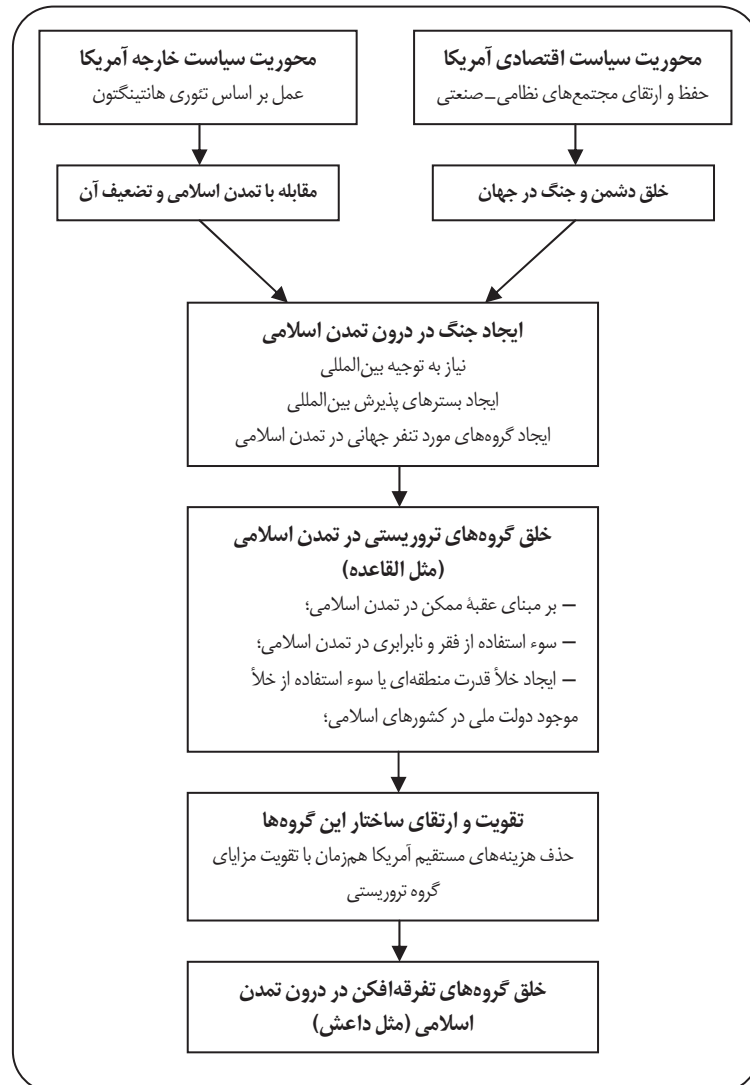 محوریت سیاست اقتصادی آمریکا
حفظ و ارتقای مجتمع‌های نظامی–صنعتی
محوریت سیاست خارجه آمریکا
عمل بر اساس تئوری هانتینگتون
خلق دشمن و جنگ در جهان
مقابله با تمدن اسلامی و تضعیف آن
ایجاد جنگ در درون تمدن اسلامی
نیاز به توجیه بین‌المللی
ایجاد بسترهای پذیرش بین‌المللی
ایجاد گروه‌های مورد تنفر جهانی در تمدن اسلامی
خلق گروه‌های تروریستی در تمدن اسلامی
(مثل القاعده)
– بر مبنای عقبهٔ ممکن در تمدن اسلامی؛
– سوء استفاده از فقر و نابرابری در تمدن اسلامی؛
– ایجاد خلأ قدرت منطقه‌ای یا سوء استفاده از خلأ
موجود دولت ملی در کشورهای اسلامی؛
تقویت و ارتقای ساختار این گروه‌ها
حذف هزینه‌های مستقیم آمریکا هم‌زمان با تقویت مزایای
گروه تروریستی
خلق گروه‌های تفرقه‌افکن در درون تمدن
اسلامی (مثل داعش)